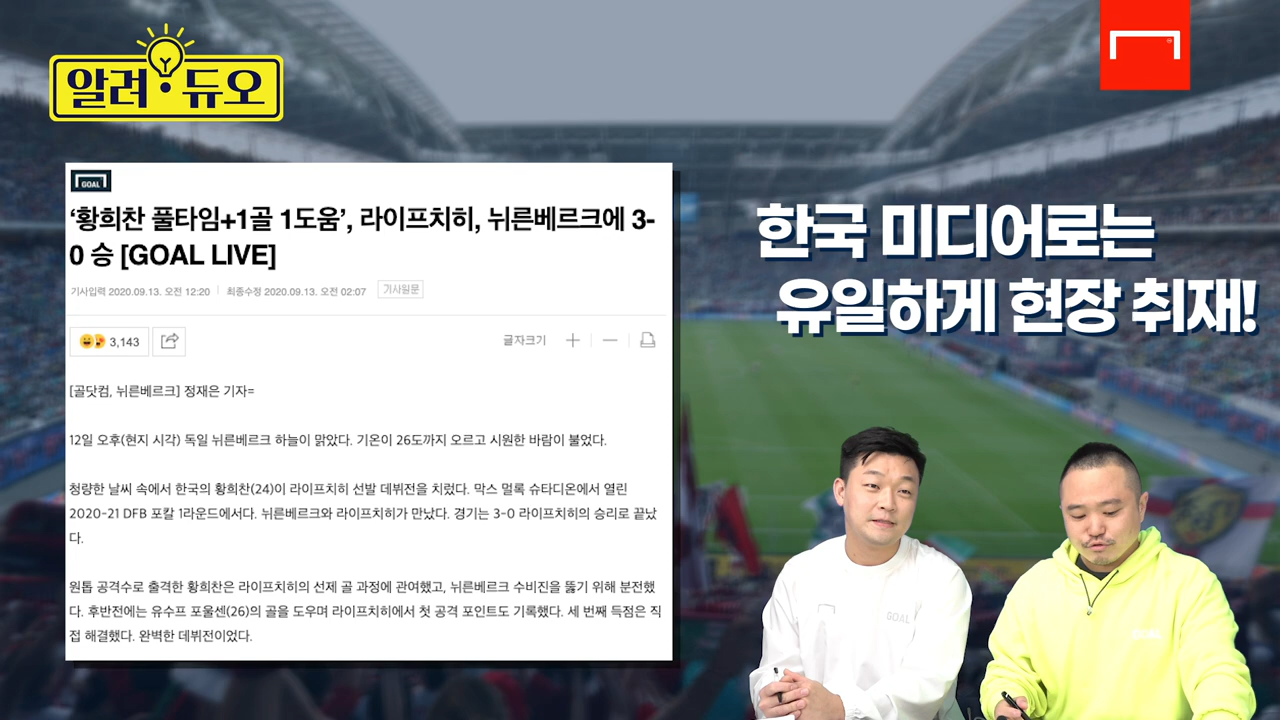 알려·듀오
GOAL
‘황희찬 풀타임+1골 1도움’, 라이프치히, 뉘른베르크에 3-
0 승 [GOAL LIVE]
기사입력 2020.09.13. 오전 12:20 최종수정 2020.09.13. 오전 02:07 기사원문
3,143 글자크기
[골닷컴, 뉘른베르크] 정재은 기자=
12일 오후(현지 시각) 독일 뉘른베르크 하늘이 맑았다. 기온이 26도까지 오르고 시원한 바람이 불었다.
청량한 날씨 속에서 한국의 황희찬(24)이 라이프치히 선발 데뷔전을 치렀다. 막스 멀록 슈타디온에서 열린
2020-21 DFB 포칼 1라운드에서다. 뉘른베르크와 라이프치히가 만났다. 경기는 3-0 라이프치히의 승리로 끝났
다.
원톱 공격수로 출격한 황희찬은 라이프치히의 선제 골 과정에 관여했고, 뉘른베르크 수비진을 뚫기 위해 분전했
다. 후반전에는 유수프 포울센(26)의 골을 도우며 라이프치히에서 첫 공격 포인트도 기록했다. 세 번째 득점은 직
접 해결했다. 완벽한 데뷔전이었다.
한국 미디어로는
유일하게 현장 취재!
GOAL